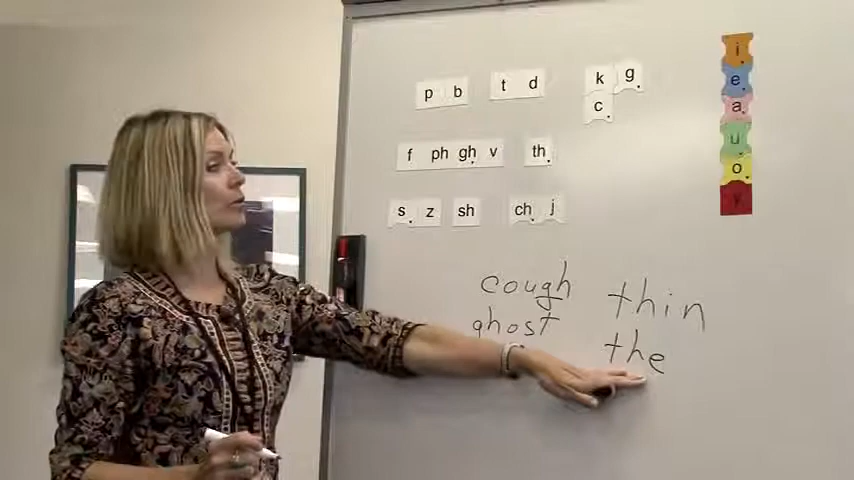 p b t d k g
c
f ph gh v th
s z sh ch j
i
e
a
u
o
y
cough thin
ghost the